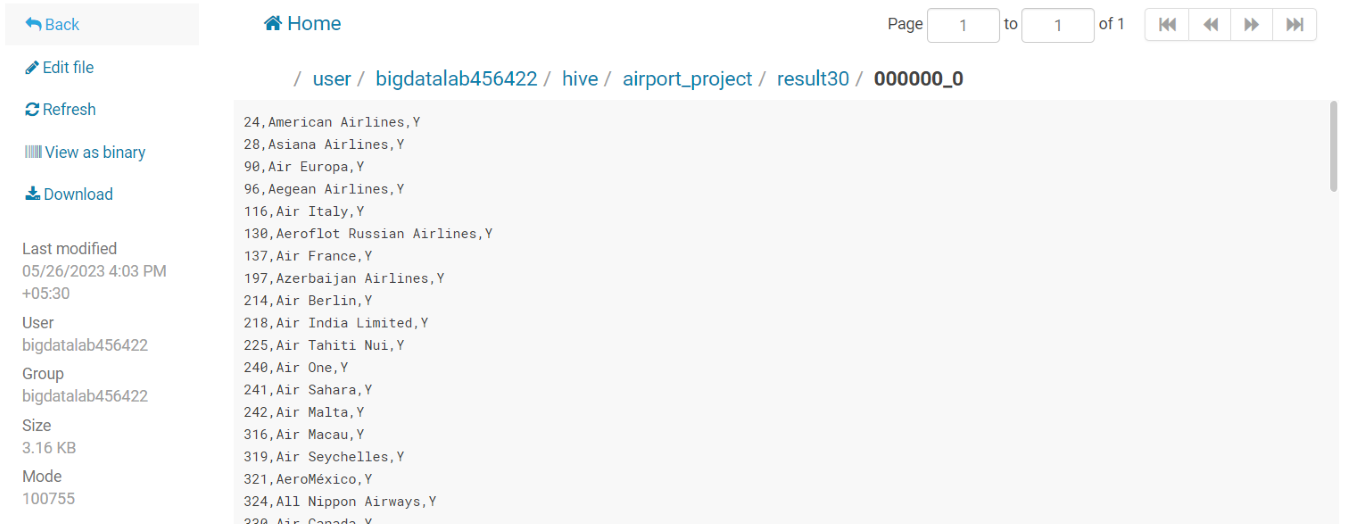 Back
Edit file
Refresh
View as binary
Download
Last modified
05/26/2023 4:03 PM
+05:30
User
bigdatalab456422
Group
bigdatalab456422
Size
3.16 KB
Mode
100755
Home
Page 1 to 1 of 1
/ user / bigdatalab456422 / hive / airport_project / result30 / 000000_0
24,American Airlines,Y
28,Asiana Airlines,Y
90,Air Europa,Y
96,Aegean Airlines,Y
116,Air Italy,Y
130,Aeroflot Russian Airlines,Y
137,Air France,Y
197,Azerbaijan Airlines,Y
214,Air Berlin,Y
218,Air India Limited,Y
225,Air Tahiti Nui,Y
240,Air One,Y
241,Air Sahara,Y
242,Air Malta,Y
316,Air Macau,Y
319,Air Seychelles,Y
321,AeroMéxico,Y
324,All Nippon Airways,Y
330,Air Canada,Y